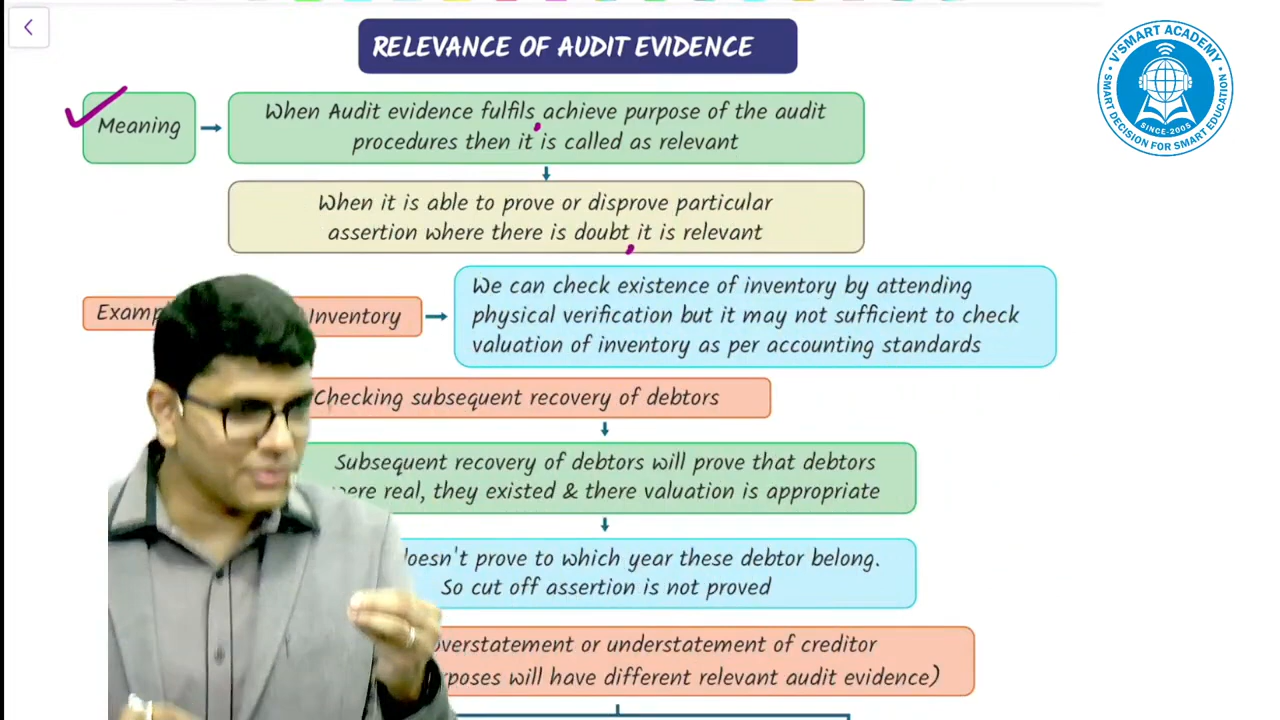 RELEVANCE OF AUDIT EVIDENCE
V'SMART ACADEMY
SMART DECISION FOR SMART EDUCATION
SINCE-2005
Meaning
When Audit evidence fulfils achieve purpose of the audit
procedures then it is called as relevant
When it is able to prove or disprove particular
assertion where there is doubt it is relevant
Inventory
We can check existence of inventory by attending
physical verification but it may not sufficient to check
valuation of inventory as per accounting standards
Checking subsequent recovery of debtors
Subsequent recovery of debtors will prove that debtors
real, they existed & there valuation is appropriate
prove to which year these debtor belong.
So cut off assertion is not proved
overstatement or understatement of creditor
will have different relevant audit evidence)